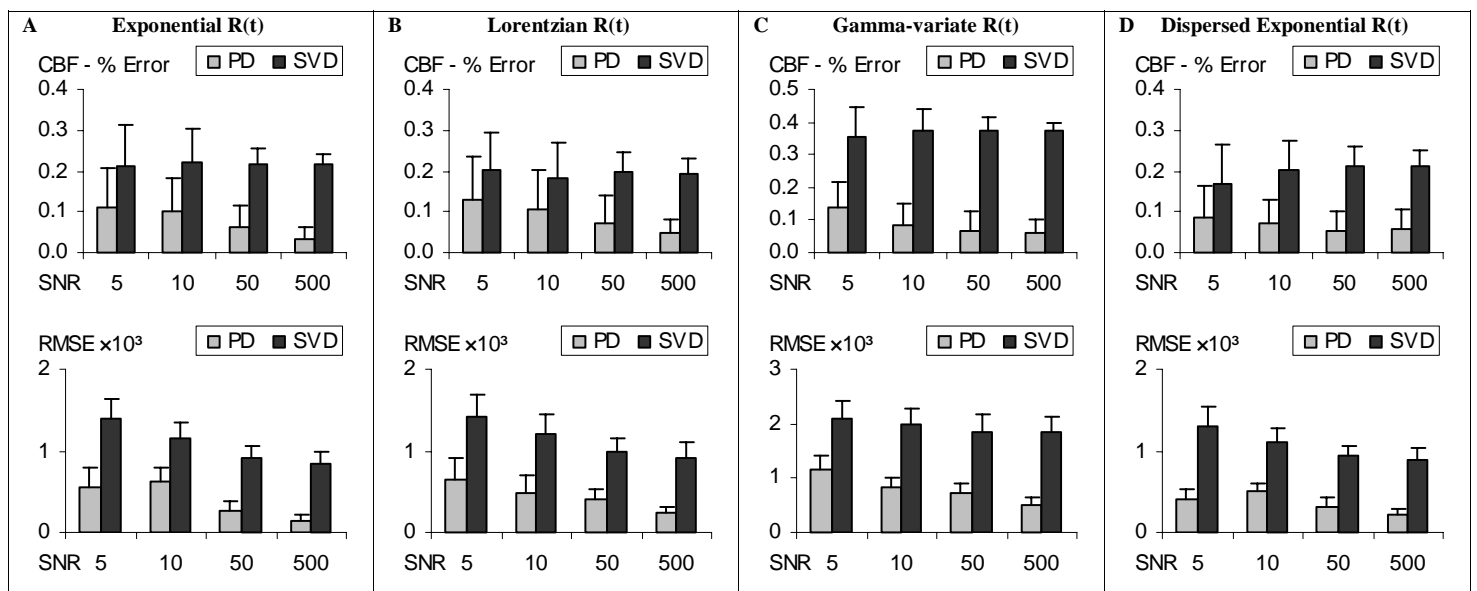 A Exponential R(t)
CBF - % Error PD SVD
0.4
0.3
0.2
0.1
0.0
SNR 5 10 50 500
RMSE ×10³ PD SVD
2
1
0
SNR 5 10 50 500
B Lorentzian R(t)
CBF - % Error PD SVD
0.4
0.3
0.2
0.1
0.0
SNR 5 10 50 500
RMSE ×10³ PD SVD
2
1
0
SNR 5 10 50 500
C Gamma-variate R(t)
CBF - % Error PD SVD
0.5
0.4
0.3
0.2
0.1
0.0
SNR 5 10 50 500
RMSE ×10³ PD SVD
3
2
1
0
SNR 5 10 50 500
D Dispersed Exponential R(t)
CBF - % Error PD SVD
0.4
0.3
0.2
0.1
0.0
SNR 5 10 50 500
RMSE ×10³ PD SVD
2
1
0
SNR 5 10 50 500